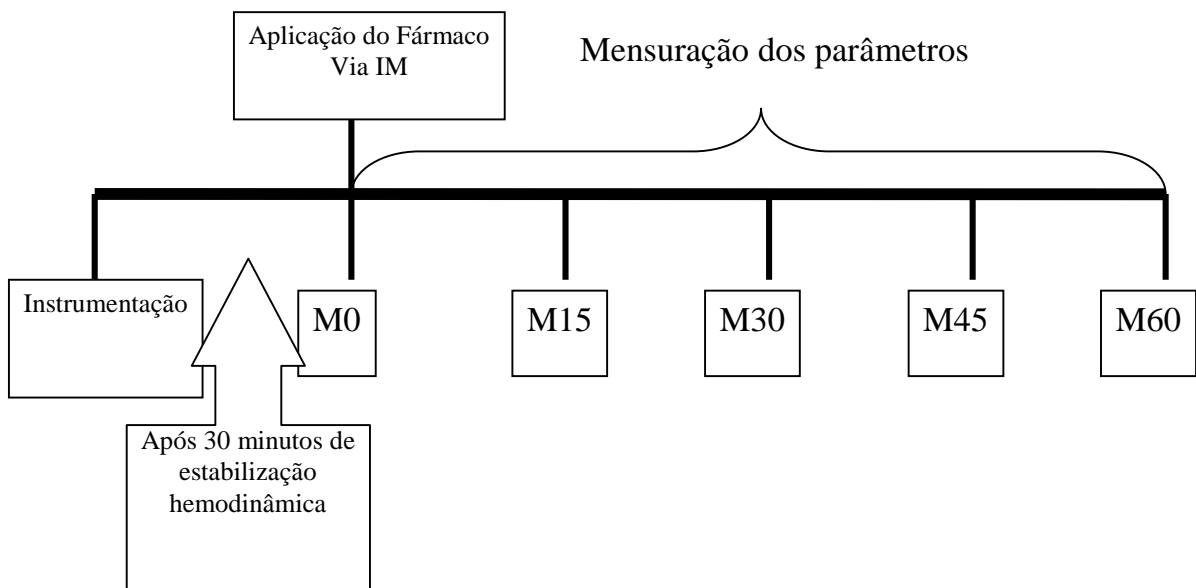 Aplicação do Fármaco
Via IM
Mensuração dos parâmetros
Instrumentação
M0
M15
M30
M45
M60
Após 30 minutos de
estabilização
hemodinâmica